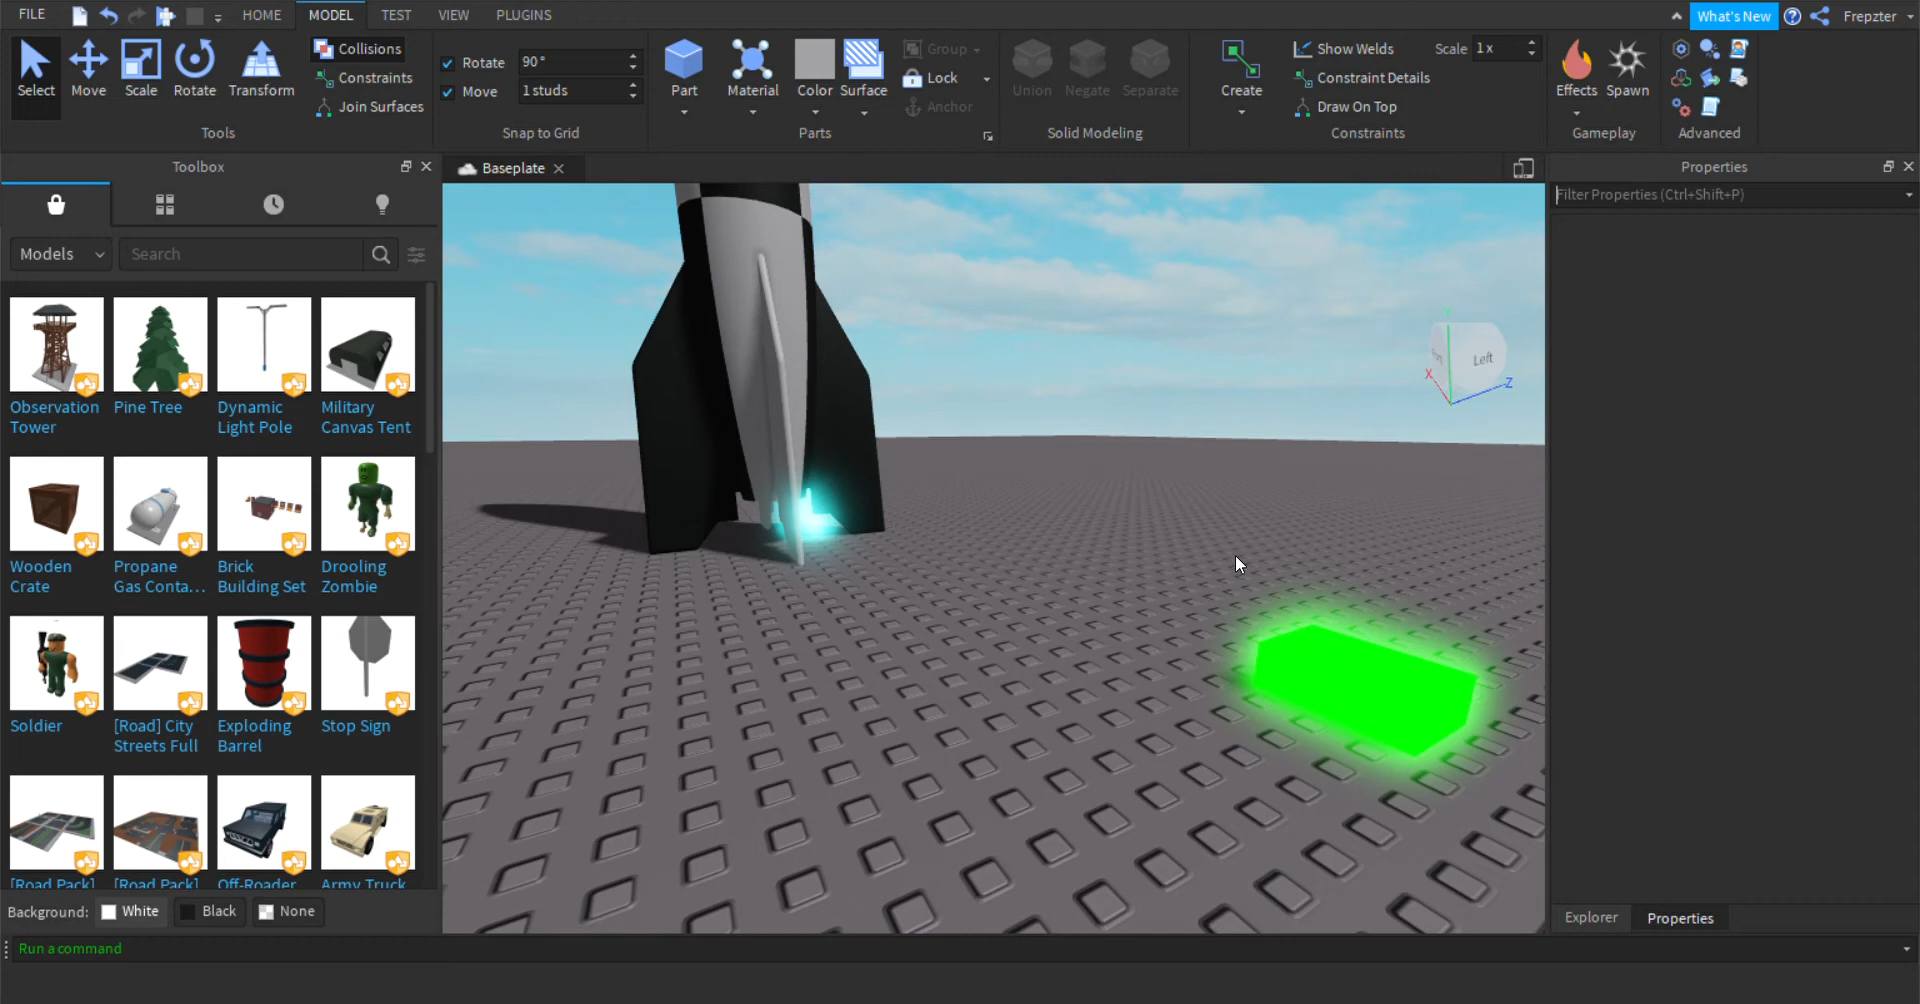 FILE
HOME
MODEL
TEST
VIEW
PLUGINS
What's New
Frepzter
Select
Move
Scale
Rotate
Transform
Collisions
Constraints
Join Surfaces
Tools
Rotate
90°
Move
1 studs
Snap to Grid
Part
Material
Color
Surface
Group
Lock
Anchor
Parts
Union
Negate
Separate
Solid Modeling
Create
Show Welds
Scale
1 x
Constraint Details
Draw On Top
Constraints
Effects
Spawn
Gameplay
Advanced
Toolbox
Baseplate
Properties
Filter Properties (Ctrl+Shift+P)
Models
Search
Observation
Tower
Pine Tree
Dynamic
Light Pole
Military
Canvas Tent
Wooden
Crate
Propane
Gas Conta...
Brick
Building Set
Drooling
Zombie
Soldier
[Road] City
Streets Full
Exploding
Barrel
Stop Sign
[Road Pack]
[Road Pack]
Off-Roader
Army Truck
Y
Left
X
Z
Background:
White
Black
None
Explorer
Properties
Run a command